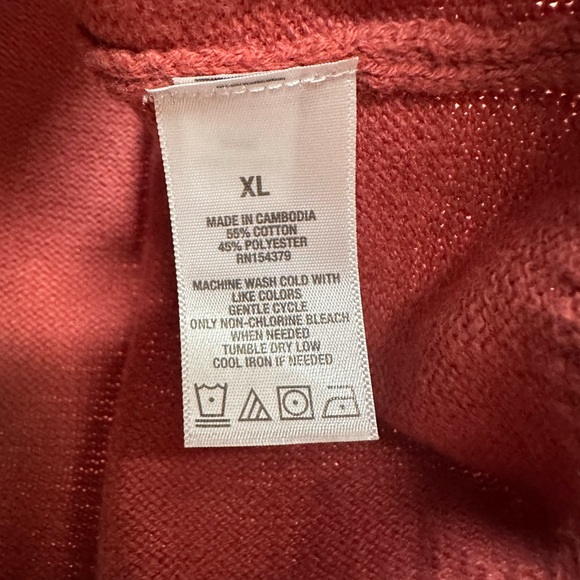 XL
MADE IN CAMBODIA
55% COTTON
45% POLYESTER
RN154379
MACHINE WASH COLD WITH
LIKE COLORS
GENTLE CYCLE
ONLY NON-CHLORINE BLEACH
WHEN NEEDED
TUMBLE DRY LOW
COOL IRON IF NEEDED